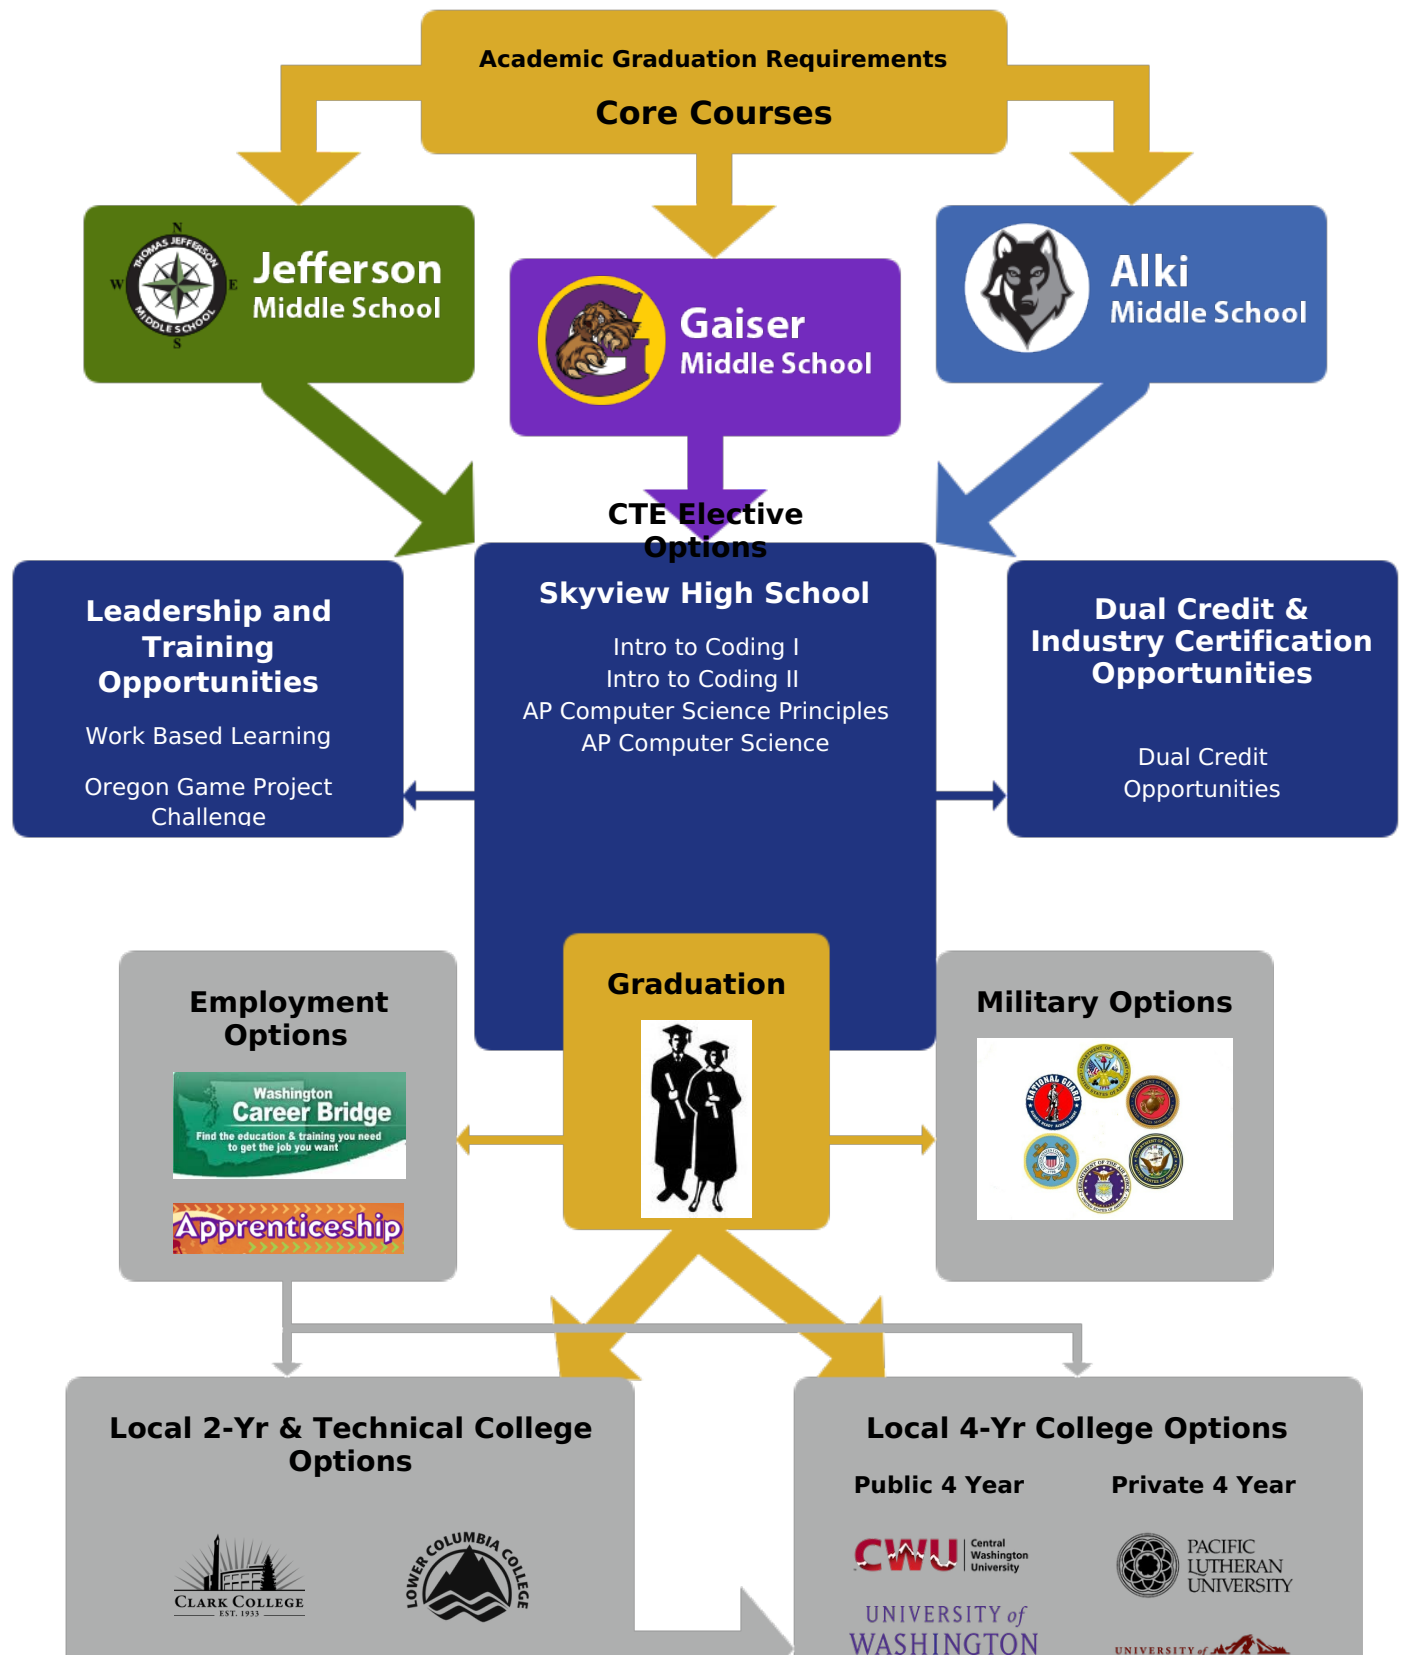 Academic Graduation Requirements
Core Courses
N
THOMAS JEFFERSON
W
E
MIDDLE SCHOOL
S
Jefferson
Middle School
G
Gaiser
Middle School
Alki
Middle School
CTE Elective
Options
Leadership and
Training
Opportunities
Work Based Learning
Oregon Game Project
Challenge
Skyview High School
Intro to Coding I
Intro to Coding II
AP Computer Science Principles
AP Computer Science
Dual Credit &
Industry Certification
Opportunities
Dual Credit
Opportunities
Employment
Options
Washington
Career Bridge
Find the education & training you need
to get the job you want
Apprenticeship
Graduation
Military Options
NATIONAL GUARD
Local 2-Yr & Technical College
Options
CLARK COLLEGE
EST. 1933
LOWER COLUMBIA COLLEGE
Local 4-Yr College Options
Public 4 Year
Private 4 Year
CWU
Central
Washington
University
PACIFIC
LUTHERAN
UNIVERSITY
UNIVERSITY of
WASHINGTON
UNIVERSITY of